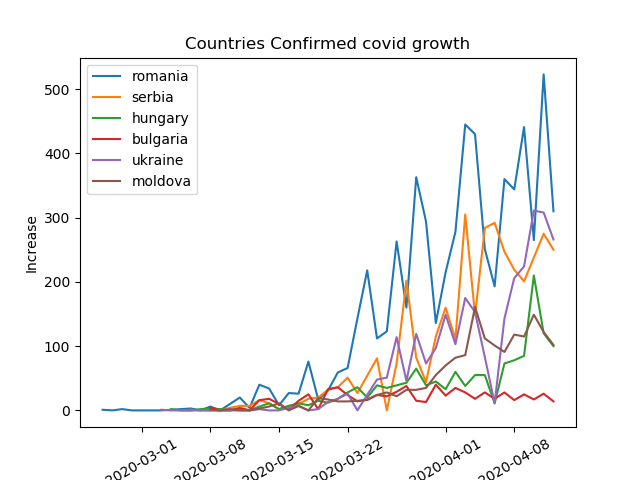 Countries Confirmed covid growth
romania
serbia
hungary
bulgaria
ukraine
moldova
Increase
500
400
300
200
100
0
2020-03-01
2020-03-08
2020-03-15
2020-03-22
2020-04-01
2020-04-08